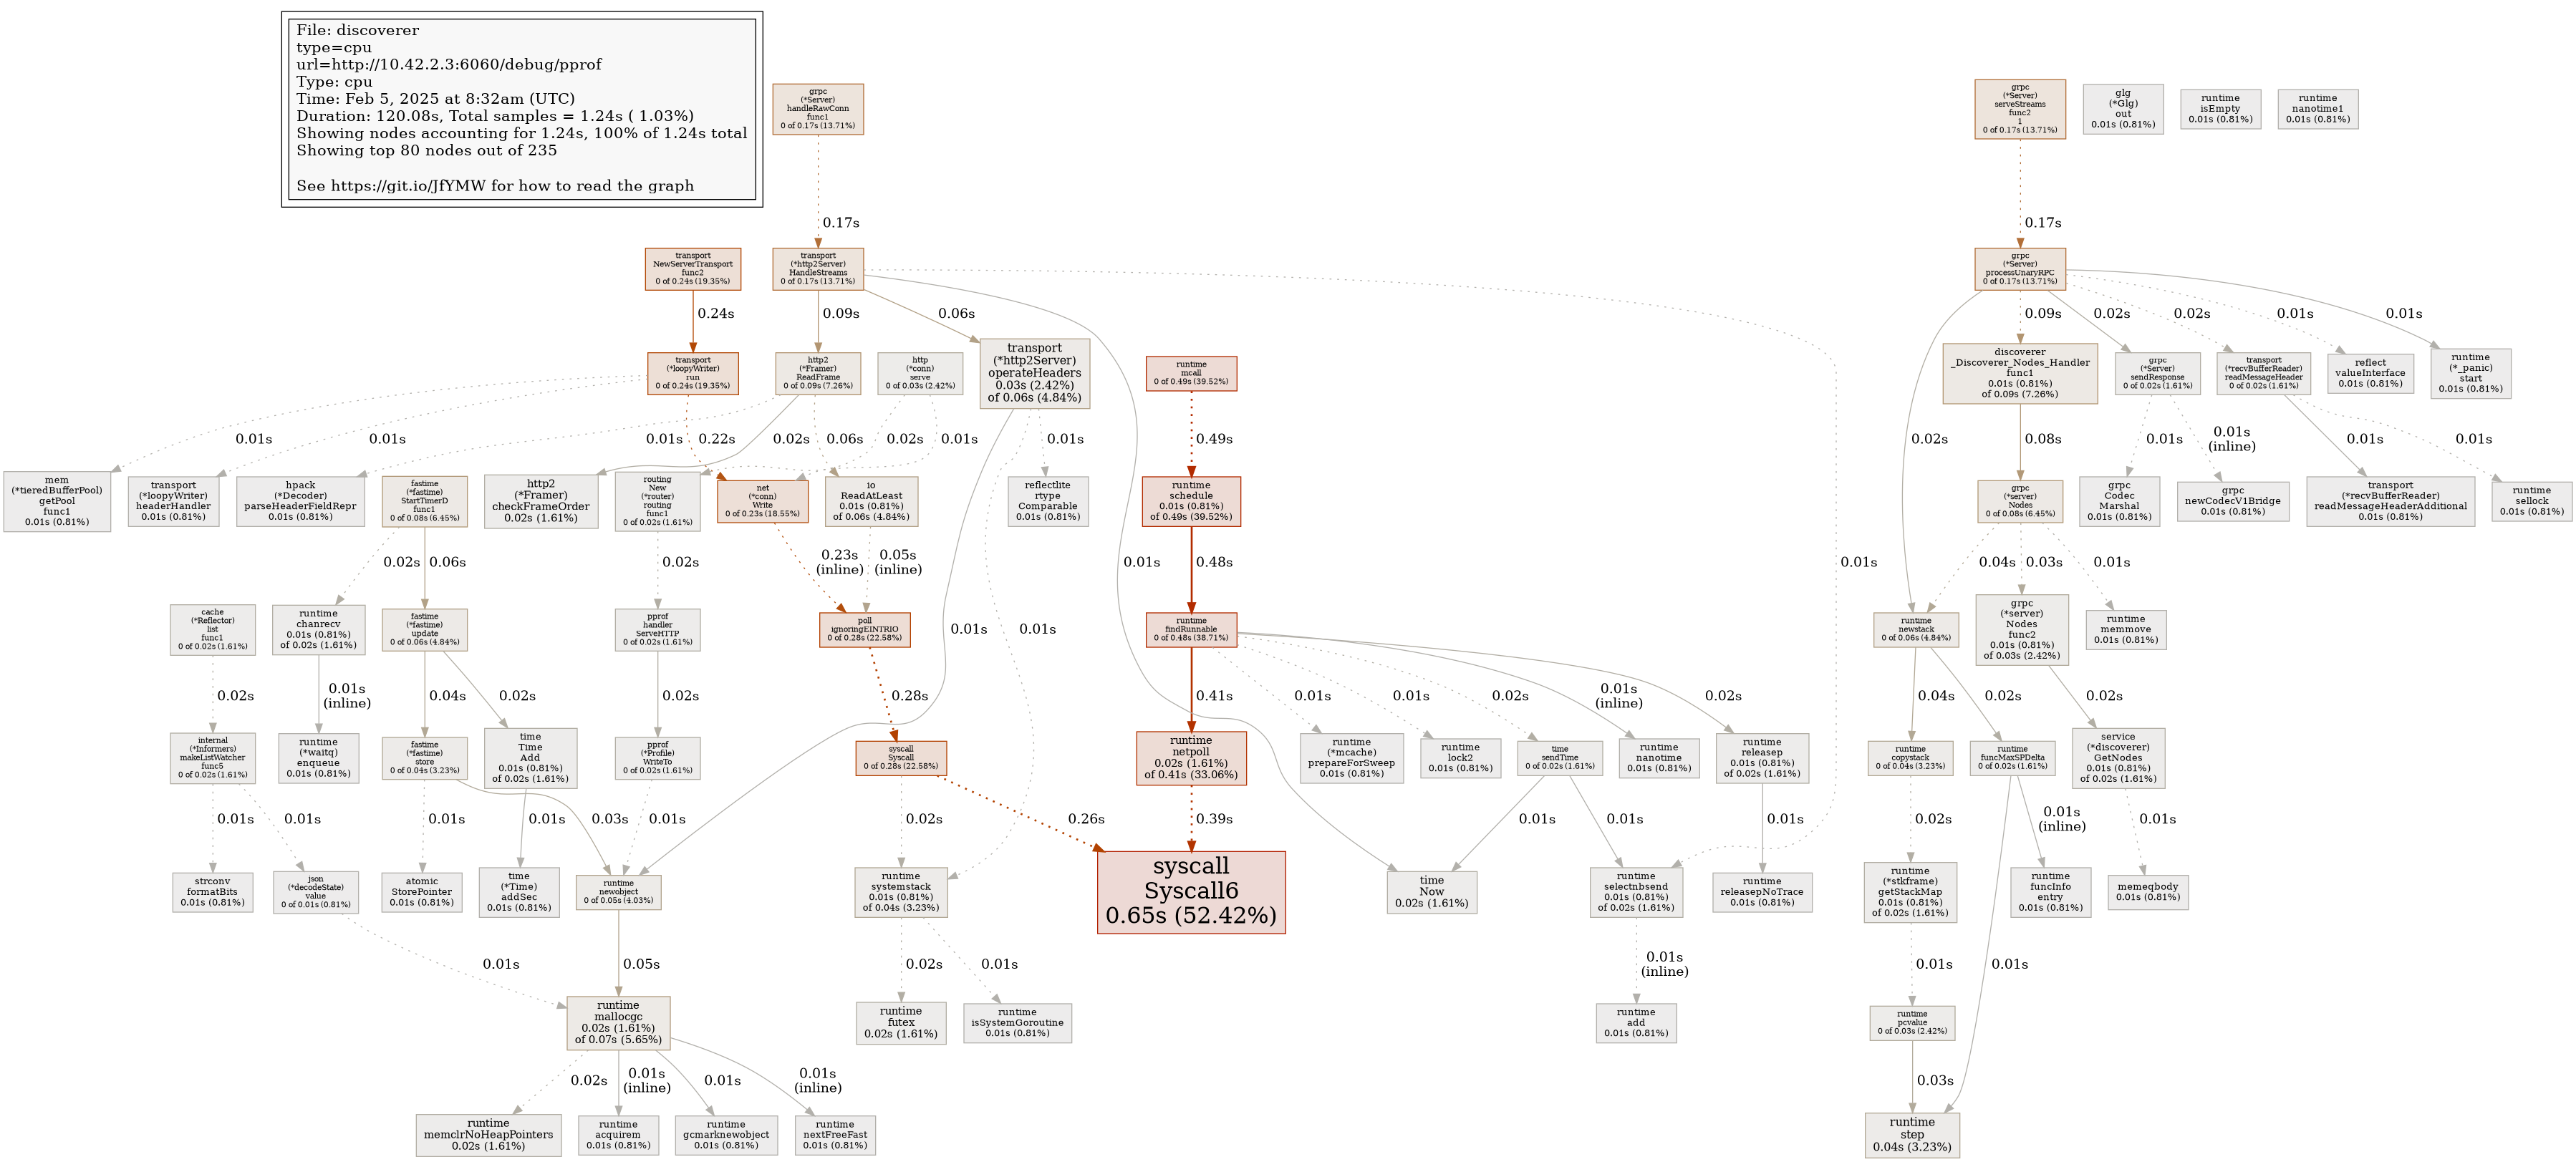 File: discoverer
type=cpu
url=http://10.42.2.3:6060/debug/pprof
Type: cpu
Time: Feb 5, 2025 at 8:32am (UTC)
Duration: 120.08s, Total samples = 1.24s ( 1.03%)
Showing nodes accounting for 1.24s, 100% of 1.24s total
Showing top 80 nodes out of 235
See https://git.io/JfYMW for how to read the graph
grpc
(*Server)
handleRawConn
func1
0 of 0.17s (13.71%)
grpc
(*Server)
serveStreams
func2
1
0 of 0.17s (13.71%)
glg
(*Glg)
out
0.01s (0.81%)
runtime
isEmpty
0.01s (0.81%)
runtime
nanotime1
0.01s (0.81%)
0.17s
0.17s
transport
NewServerTransport
func2
0 of 0.24s (19.35%)
transport
(*http2Server)
HandleStreams
0 of 0.17s (13.71%)
grpc
(*Server)
processUnaryRPC
0 of 0.17s (13.71%)
0.24s
0.09s
0.06s
0.09s
0.02s
0.02s
0.01s
0.01s
transport
(*loopyWriter)
run
0 of 0.24s (19.35%)
http2
(*Framer)
ReadFrame
0 of 0.09s (7.26%)
http
(*conn)
serve
0 of 0.03s (2.42%)
transport
(*http2Server)
operateHeaders
0.03s (2.42%)
of 0.06s (4.84%)
runtime
mcall
0 of 0.49s (39.52%)
discoverer
_Discoverer_Nodes_Handler
func1
0.01s (0.81%)
of 0.09s (7.26%)
grpc
(*Server)
sendResponse
0 of 0.02s (1.61%)
transport
(*recvBufferReader)
readMessageHeader
0 of 0.02s (1.61%)
reflect
valueInterface
0.01s (0.81%)
runtime
(*_panic)
start
0.01s (0.81%)
0.01s
0.01s
0.01s
0.22s
0.02s
0.06s
0.02s
0.01s
0.01s
0.49s
0.02s
0.08s
0.01s
0.01s
(inline)
0.01s
0.01s
mem
(*tieredBufferPool)
getPool
func1
0.01s (0.81%)
transport
(*loopyWriter)
headerHandler
0.01s (0.81%)
hpack
(*Decoder)
parseHeaderFieldRepr
0.01s (0.81%)
fastime
(*fastime)
StartTimerD
func1
0 of 0.08s (6.45%)
http2
(*Framer)
checkFrameOrder
0.02s (1.61%)
routing
New
(*router)
routing
func1
0 of 0.02s (1.61%)
net
(*conn)
Write
0 of 0.23s (18.55%)
io
ReadAtLeast
0.01s (0.81%)
of 0.06s (4.84%)
reflectlite
rtype
Comparable
0.01s (0.81%)
runtime
schedule
0.01s (0.81%)
of 0.49s (39.52%)
grpc
(*server)
Nodes
0 of 0.08s (6.45%)
grpc
Codec
Marshal
0.01s (0.81%)
grpc
newCodecV1Bridge
0.01s (0.81%)
transport
(*recvBufferReader)
readMessageHeaderAdditional
0.01s (0.81%)
runtime
sellock
0.01s (0.81%)
0.02s
0.06s
0.02s
0.23s
(inline)
0.05s
(inline)
0.48s
0.01s
0.01s
0.04s
0.03s
0.01s
cache
(*Reflector)
list
func1
0 of 0.02s (1.61%)
runtime
chanrecv
0.01s (0.81%)
of 0.02s (1.61%)
fastime
(*fastime)
update
0 of 0.06s (4.84%)
pprof
handler
ServeHTTP
0 of 0.02s (1.61%)
poll
ignoringEINTRIO
0 of 0.28s (22.58%)
0.01s
0.01s
runtime
findRunnable
0 of 0.48s (38.71%)
runtime
newstack
0 of 0.06s (4.84%)
grpc
(*server)
Nodes
func2
0.01s (0.81%)
of 0.03s (2.42%)
runtime
memmove
0.01s (0.81%)
0.02s
0.01s
(inline)
0.04s
0.02s
0.02s
0.28s
0.41s
0.01s
0.01s
0.02s
0.01s
(inline)
0.02s
0.04s
0.02s
0.02s
internal
(*Informers)
makeListWatcher
func5
0 of 0.02s (1.61%)
runtime
(*waitq)
enqueue
0.01s (0.81%)
fastime
(*fastime)
store
0 of 0.04s (3.23%)
time
Time
Add
0.01s (0.81%)
of 0.02s (1.61%)
pprof
(*Profile)
WriteTo
0 of 0.02s (1.61%)
syscall
Syscall
0 of 0.28s (22.58%)
runtime
netpoll
0.02s (1.61%)
of 0.41s (33.06%)
runtime
(*mcache)
prepareForSweep
0.01s (0.81%)
runtime
lock2
0.01s (0.81%)
time
sendTime
0 of 0.02s (1.61%)
runtime
nanotime
0.01s (0.81%)
runtime
releasep
0.01s (0.81%)
of 0.02s (1.61%)
runtime
copystack
0 of 0.04s (3.23%)
runtime
funcMaxSPDelta
0 of 0.02s (1.61%)
service
(*discoverer)
GetNodes
0.01s (0.81%)
of 0.02s (1.61%)
0.01s
0.01s
0.01s
0.01s
0.03s
0.01s
0.02s
0.26s
0.39s
0.01s
0.01s
0.01s
0.02s
0.01s
(inline)
0.01s
strconv
formatBits
0.01s (0.81%)
json
(*decodeState)
value
0 of 0.01s (0.81%)
atomic
StorePointer
0.01s (0.81%)
time
(*Time)
addSec
0.01s (0.81%)
runtime
newobject
0 of 0.05s (4.03%)
runtime
systemstack
0.01s (0.81%)
of 0.04s (3.23%)
syscall
Syscall6
0.65s (52.42%)
time
Now
0.02s (1.61%)
runtime
selectnbsend
0.01s (0.81%)
of 0.02s (1.61%)
runtime
releasepNoTrace
0.01s (0.81%)
runtime
(*stkframe)
getStackMap
0.01s (0.81%)
of 0.02s (1.61%)
runtime
funcInfo
entry
0.01s (0.81%)
memeqbody
0.01s (0.81%)
0.01s
0.05s
0.02s
0.01s
0.01s
(inline)
0.01s
0.01s
runtime
mallocgc
0.02s (1.61%)
of 0.07s (5.65%)
runtime
futex
0.02s (1.61%)
runtime
isSystemGoroutine
0.01s (0.81%)
runtime
add
0.01s (0.81%)
runtime
pcvalue
0 of 0.03s (2.42%)
0.02s
0.01s
(inline)
0.01s
0.01s
(inline)
0.03s
runtime
memclrNoHeapPointers
0.02s (1.61%)
runtime
acquirem
0.01s (0.81%)
runtime
gcmarknewobject
0.01s (0.81%)
runtime
nextFreeFast
0.01s (0.81%)
runtime
step
0.04s (3.23%)